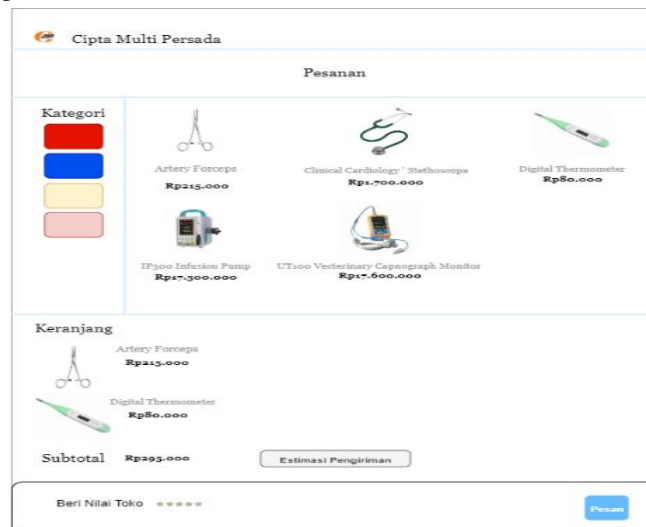 Cipta Multi Persada
Pesanan
Kategori
Artery Forceps
Rp215.000
Clinical Cardiology` Stethoscope
Rp1.700.000
Digital Thermometer
Rp80.000
IP300 Infusion Pump
Rp17.500.000
UT100 Vecterinary Capnograph Monitor
Rp17.600.000
Keranjang
Artery Forceps
Rp215.000
Digital Thermometer
Rp80.000
Subtotal Rp295.000 Estimasi Pengiriman
Beri Nilai Toko
Pesan